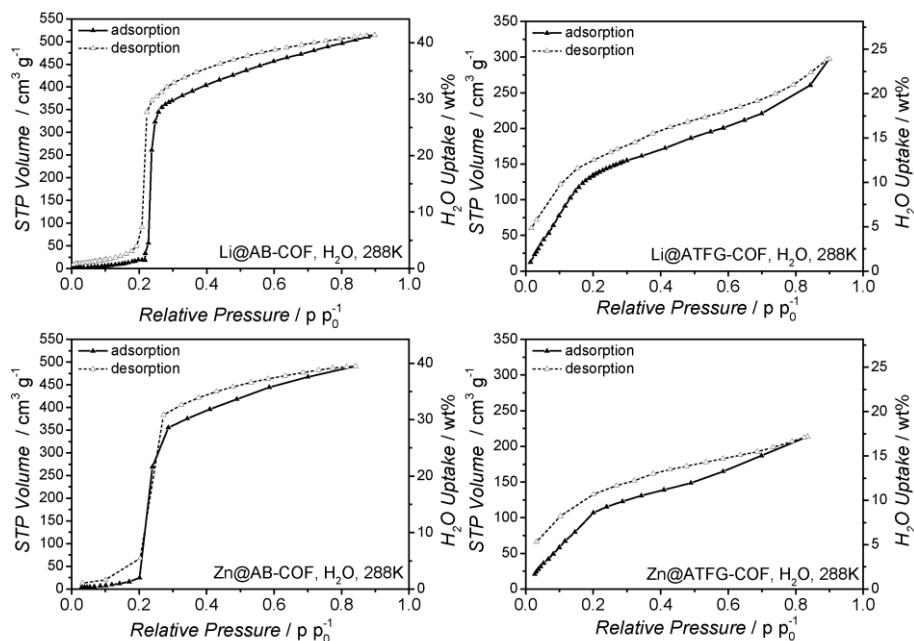 550
500
450
400
350
300
250
200
150
100
50
0
STP Volume / cm³ g⁻¹
adsorption
desorption
40
30
20
10
0
H₂O Uptake / wt%
Li@AB-COF, H₂O, 288K
0.0 0.2 0.4 0.6 0.8 1.0
Relative Pressure / p p₀⁻¹
350
300
250
200
150
100
50
0
STP Volume / cm³ g⁻¹
adsorption
desorption
25
20
15
10
5
0
H₂O Uptake / wt%
Li@ATFG-COF, H₂O, 288K
0.0 0.2 0.4 0.6 0.8 1.0
Relative Pressure / p p₀⁻¹
550
500
450
400
350
300
250
200
150
100
50
0
STP Volume / cm³ g⁻¹
adsorption
desorption
40
30
20
10
0
H₂O Uptake / wt%
Zn@AB-COF, H₂O, 288K
0.0 0.2 0.4 0.6 0.8 1.0
Relative Pressure / p p₀⁻¹
350
300
250
200
150
100
50
0
STP Volume / cm³ g⁻¹
adsorption
desorption
25
20
15
10
5
0
H₂O Uptake / wt%
Zn@ATFG-COF, H₂O, 288K
0.0 0.2 0.4 0.6 0.8 1.0
Relative Pressure / p p₀⁻¹